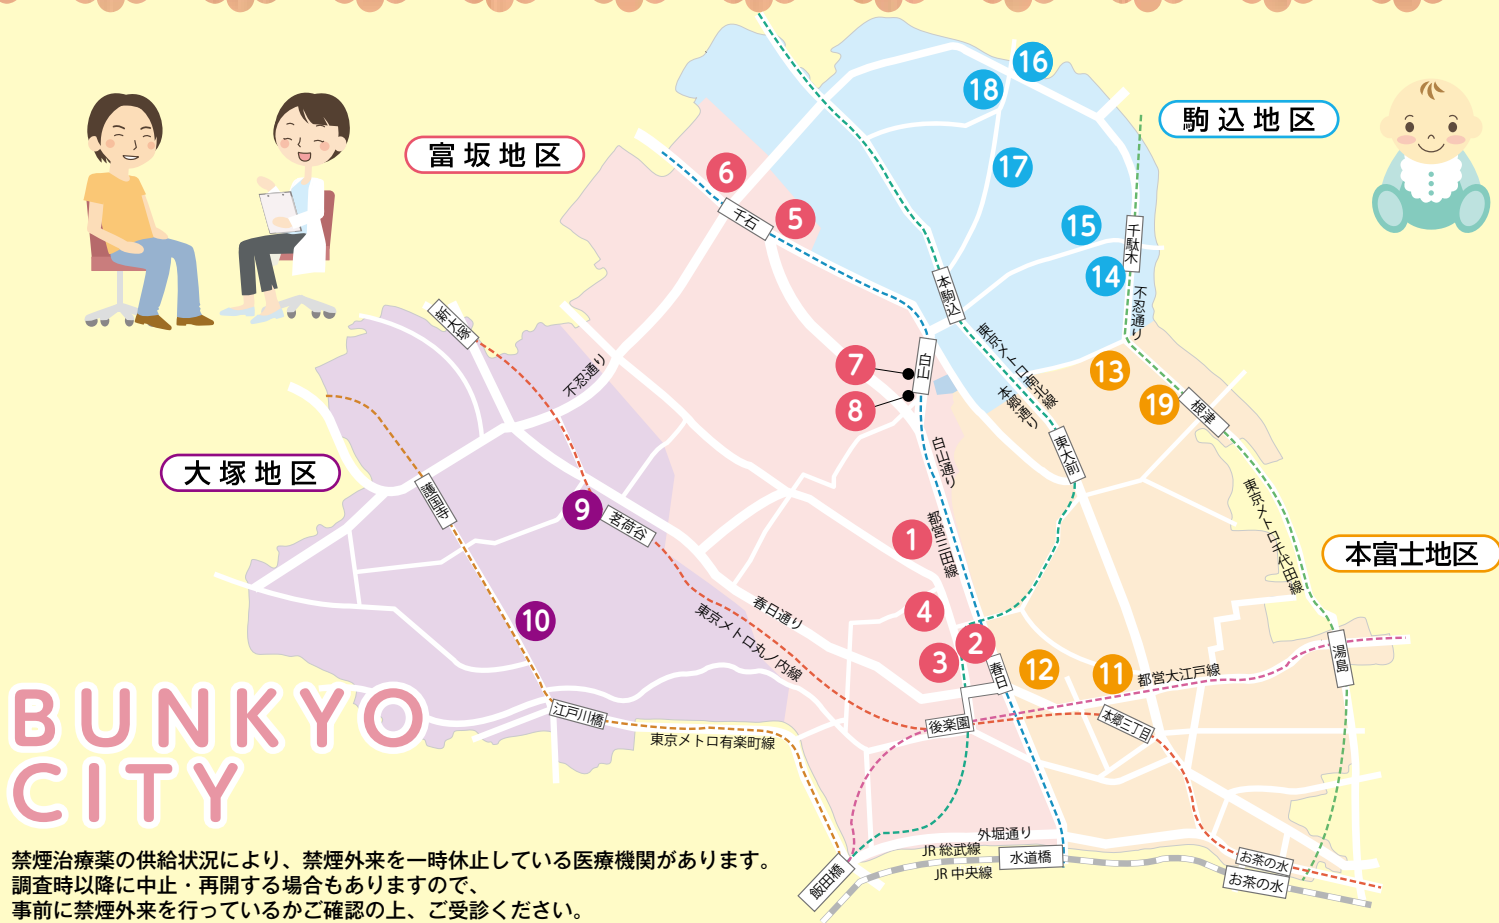 16
18
駒込地区
富坂地区
17
6
千石
5
15
千駄木
14
不忍通り
本駒込
新大塚
東京メトロ南北線
本郷通り
白山
7
8
13
19
根津
不忍通り
大塚地区
護国寺
9
茗荷谷
白山通り
東大前
東京メトロ千代田線
本富士地区
1
都営三田線
10
4
春日通り
東京メトロ丸ノ内線
2
3
春日
12
11
都営大江戸線
湯島
BUNKYO
CITY
江戸川橋
東京メトロ有楽町線
後楽園
本郷三丁目
外堀通り
JR 総武線
水道橋
JR 中央線
飯田橋
お茶の水
お茶の水
禁煙治療薬の供給状況により、禁煙外来を一時休止している医療機関があります。
調査時以降に中止・再開する場合もありますので、
事前に禁煙外来を行っているかご確認の上、ご受診ください。